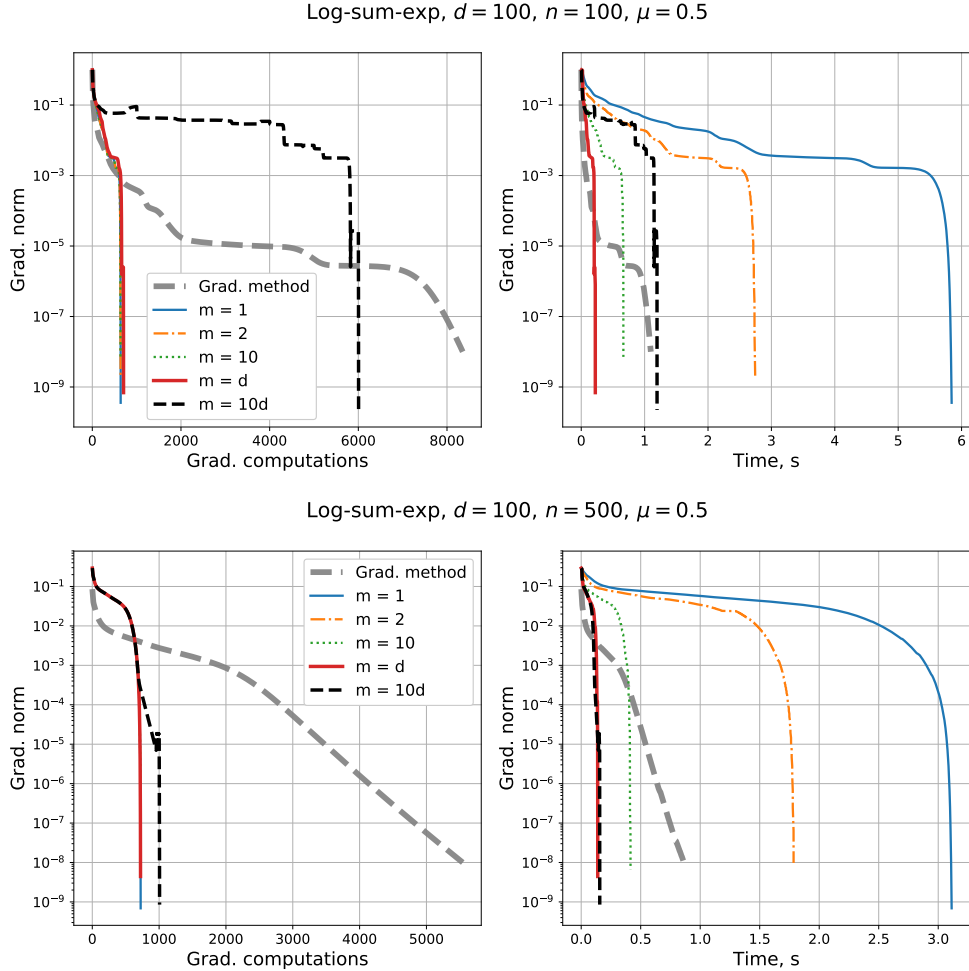 Log-sum-exp, d = 100, n = 100, μ = 0.5
Grad. norm
10⁻¹
10⁻³
10⁻⁵
10⁻⁷
10⁻⁹
Grad. method
m = 1
m = 2
m = 10
m = d
m = 10d
0 2000 4000 6000 8000
Grad. computations
Grad. norm
10⁻¹
10⁻³
10⁻⁵
10⁻⁷
10⁻⁹
0 1 2 3 4 5 6
Time, s
Log-sum-exp, d = 100, n = 500, μ = 0.5
Grad. norm
10⁻¹
10⁻²
10⁻³
10⁻⁴
10⁻⁵
10⁻⁶
10⁻⁷
10⁻⁸
10⁻⁹
Grad. method
m = 1
m = 2
m = 10
m = d
m = 10d
0 1000 2000 3000 4000 5000
Grad. computations
Grad. norm
10⁻¹
10⁻²
10⁻³
10⁻⁴
10⁻⁵
10⁻⁶
10⁻⁷
10⁻⁸
10⁻⁹
0.0 0.5 1.0 1.5 2.0 2.5 3.0
Time, s